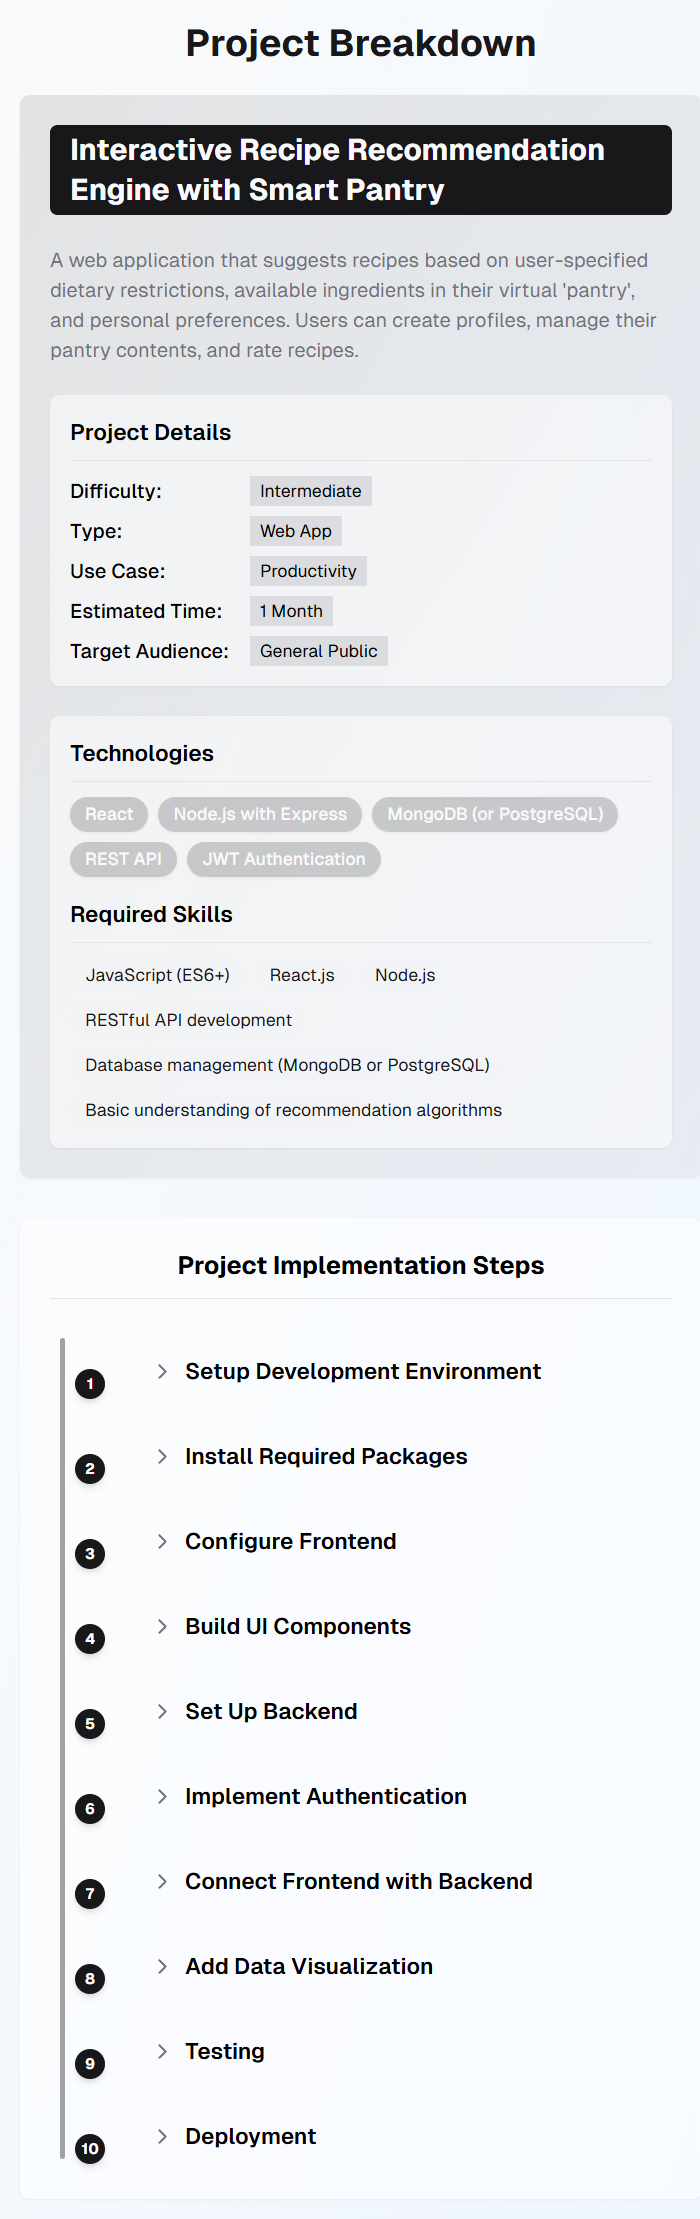 Project Breakdown
Interactive Recipe Recommendation
Engine with Smart Pantry
A web application that suggests recipes based on user-specified
dietary restrictions, available ingredients in their virtual 'pantry',
and personal preferences. Users can create profiles, manage their
pantry contents, and rate recipes.
Project Details
Difficulty: Intermediate
Type: Web App
Use Case: Productivity
Estimated Time: 1 Month
Target Audience: General Public
Technologies
React Node.js with Express MongoDB (or PostgreSQL)
REST API JWT Authentication
Required Skills
JavaScript (ES6+) React.js Node.js
RESTful API development
Database management (MongoDB or PostgreSQL)
Basic understanding of recommendation algorithms
Project Implementation Steps
1 Setup Development Environment
2 Install Required Packages
3 Configure Frontend
4 Build UI Components
5 Set Up Backend
6 Implement Authentication
7 Connect Frontend with Backend
8 Add Data Visualization
9 Testing
10 Deployment